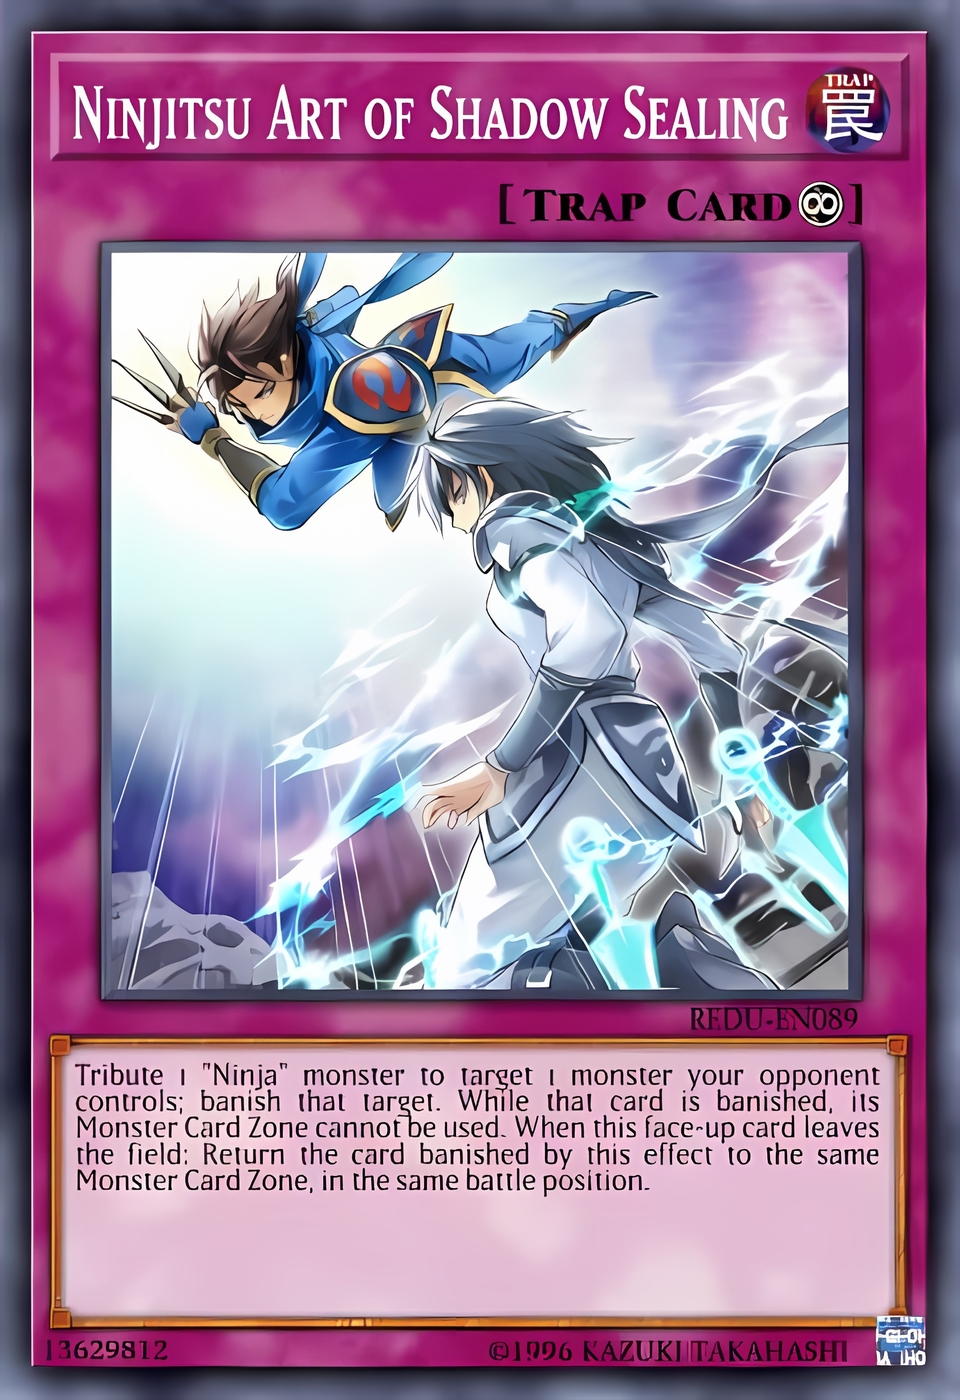 NINJITSU ART OF SHADOW SEALING
TRAP
罠
[TRAP CARD]
REDU-EN089
Tribute 1 "Ninja" monster to target 1 monster your opponent
controls; banish that target. While that card is banished, its
Monster Card Zone cannot be used. When this face-up card leaves
the field: Return the card banished by this effect to the same
Monster Card Zone, in the same battle position.
13629812
©1996 KAZUKI TAKAHASHI